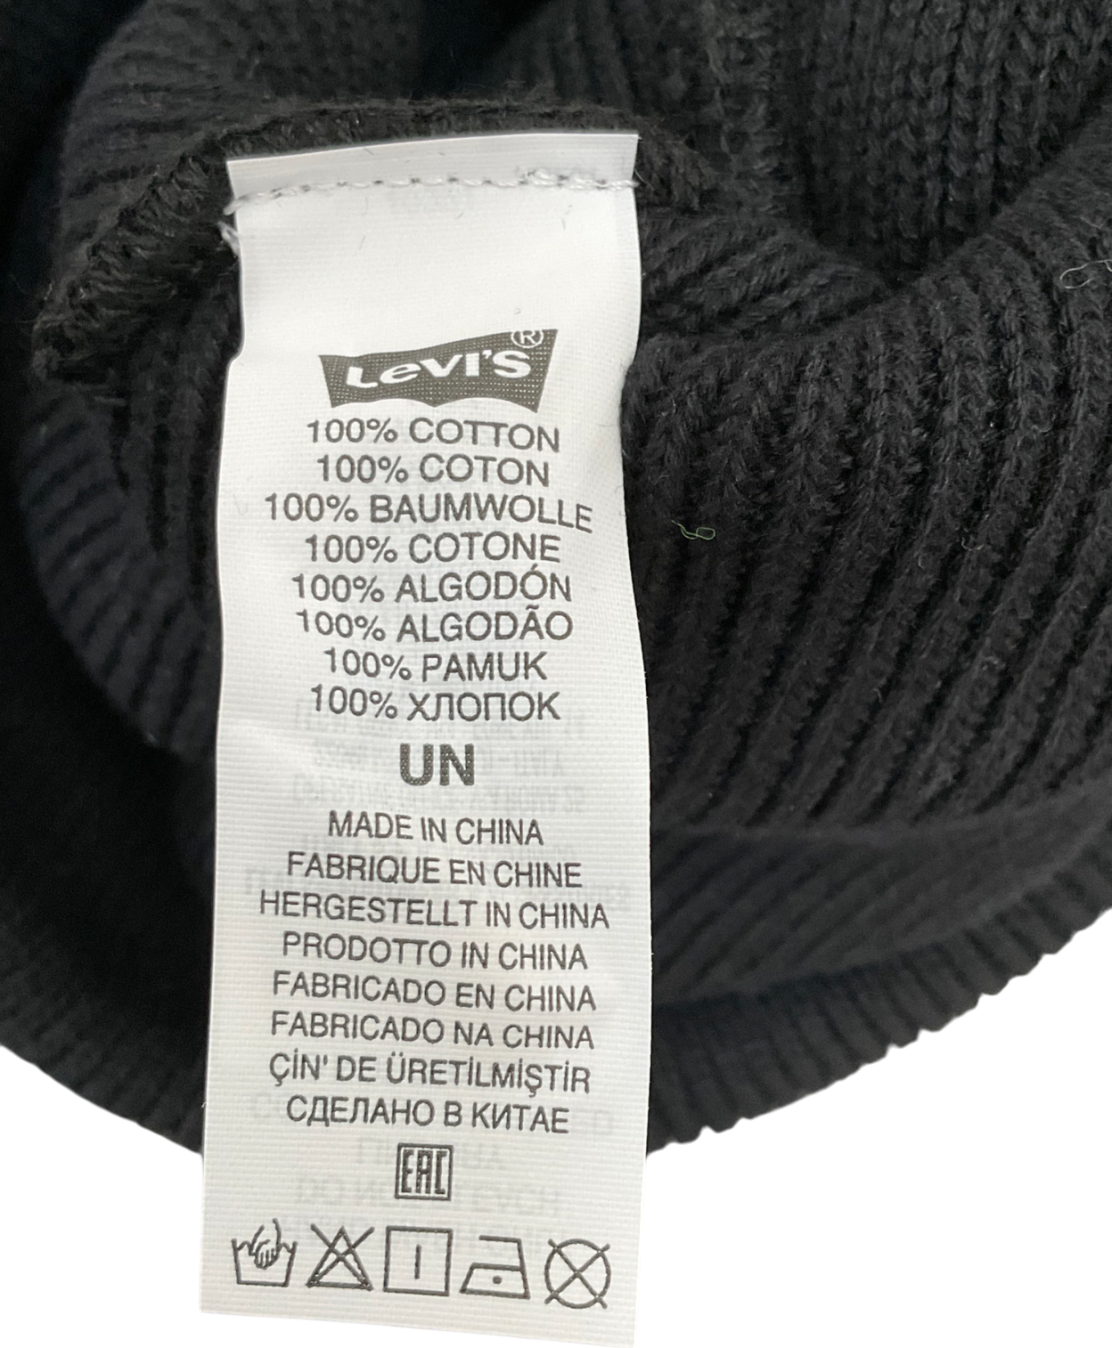 Levi's®
100% COTTON
100% COTON
100% BAUMWOLLE
100% COTONE
100% ALGODÓN
100% ALGODÃO
100% PAMUK
100% ХЛОПОК
UN
MADE IN CHINA
FABRIQUE EN CHINE
HERGESTELLT IN CHINA
PRODOTTO IN CHINA
FABRICADO EN CHINA
FABRICADO NA CHINA
ÇİN' DE ÜRETİLMİŞTİR
СДЕЛАНО В КИТАЕ
EAC